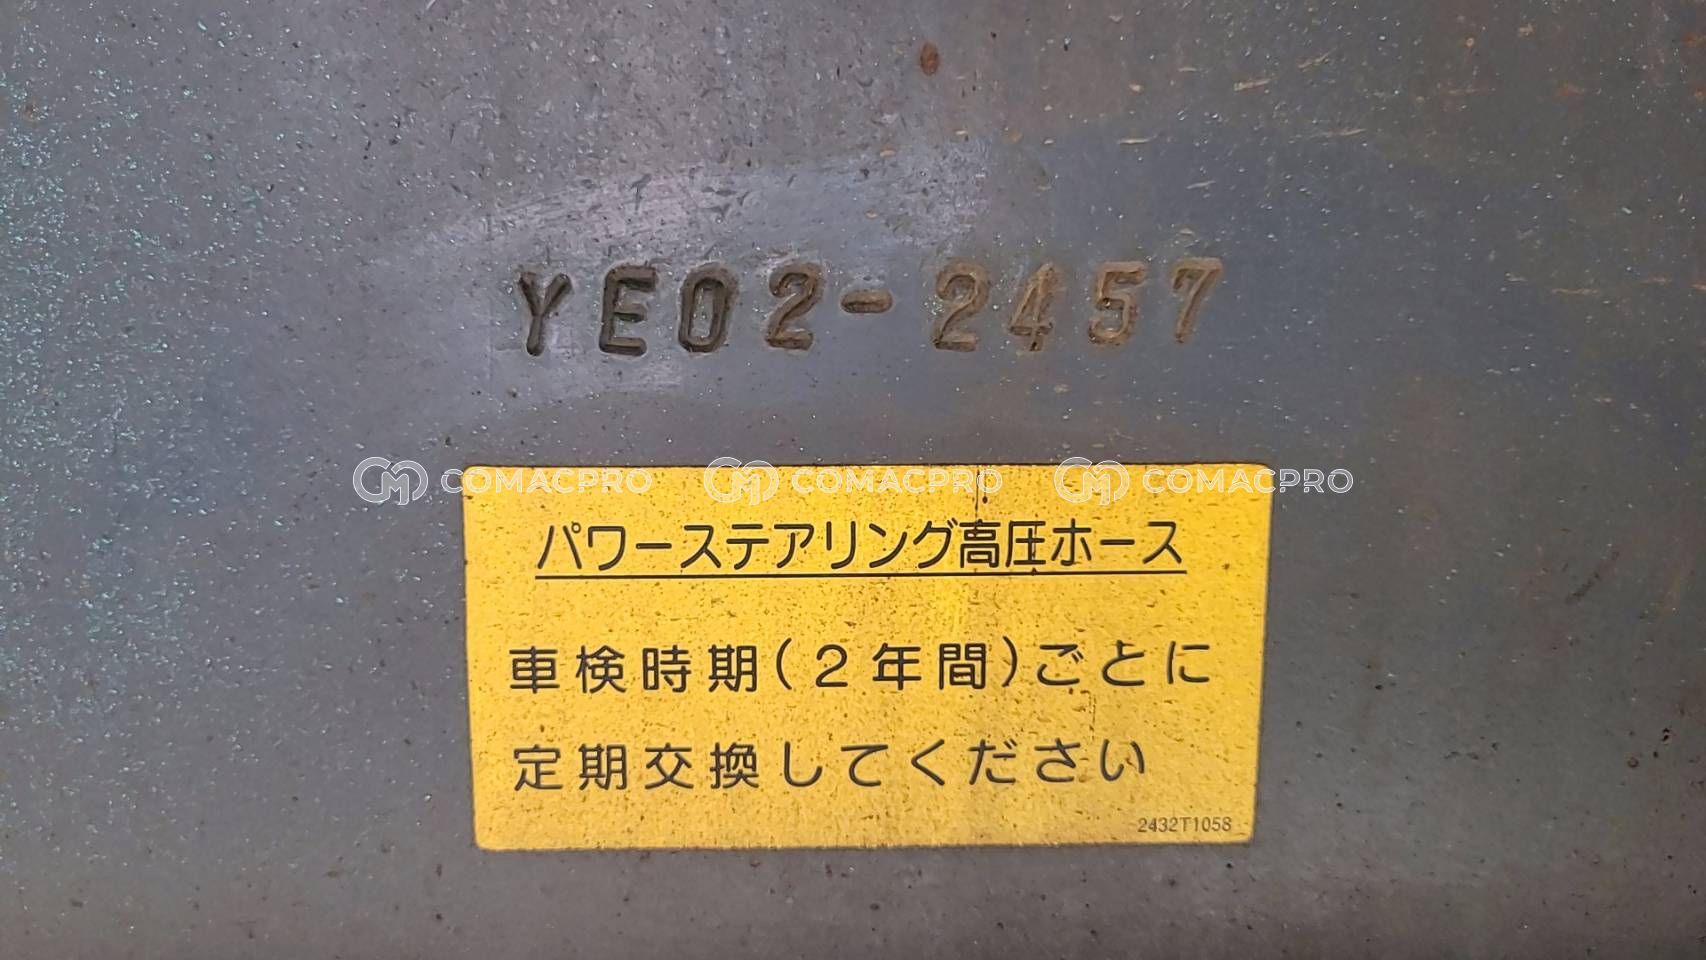 YE02-2457
COMACPRO COMACPRO COMACPRO
パワーステアリング高圧ホース
車検時期(2年間)ごとに
定期交換してください
2432T1058